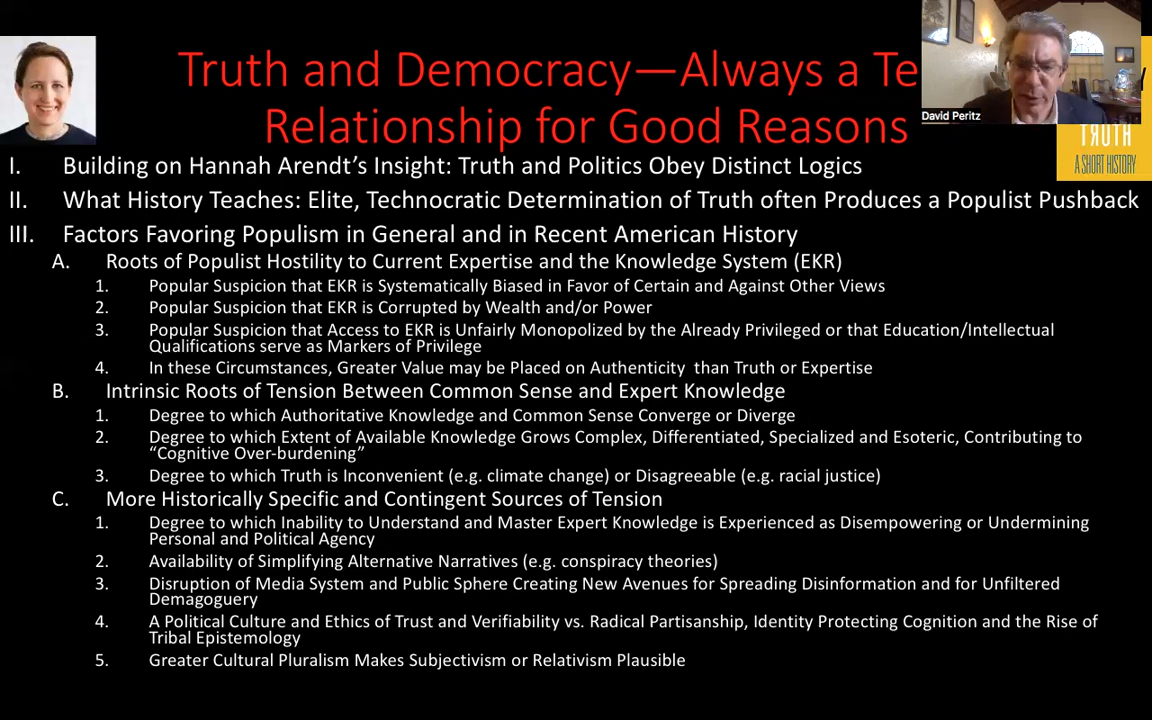 Truth and Democracy—Always a Te
Relationship for Good Reasons
David Peritz
TRUTH
A SHORT HISTORY
I. Building on Hannah Arendt's Insight: Truth and Politics Obey Distinct Logics
II. What History Teaches: Elite, Technocratic Determination of Truth often Produces a Populist Pushback
III. Factors Favoring Populism in General and in Recent American History
A. Roots of Populist Hostility to Current Expertise and the Knowledge System (EKR)
1. Popular Suspicion that EKR is Systematically Biased in Favor of Certain and Against Other Views
2. Popular Suspicion that EKR is Corrupted by Wealth and/or Power
3. Popular Suspicion that Access to EKR is Unfairly Monopolized by the Already Privileged or that Education/Intellectual
Qualifications serve as Markers of Privilege
4. In these Circumstances, Greater Value may be Placed on Authenticity than Truth or Expertise
B. Intrinsic Roots of Tension Between Common Sense and Expert Knowledge
1. Degree to which Authoritative Knowledge and Common Sense Converge or Diverge
2. Degree to which Extent of Available Knowledge Grows Complex, Differentiated, Specialized and Esoteric, Contributing to
“Cognitive Over-burdening”
3. Degree to which Truth is Inconvenient (e.g. climate change) or Disagreeable (e.g. racial justice)
C. More Historically Specific and Contingent Sources of Tension
1. Degree to which Inability to Understand and Master Expert Knowledge is Experienced as Disempowering or Undermining
Personal and Political Agency
2. Availability of Simplifying Alternative Narratives (e.g. conspiracy theories)
3. Disruption of Media System and Public Sphere Creating New Avenues for Spreading Disinformation and for Unfiltered
Demagoguery
4. A Political Culture and Ethics of Trust and Verifiability vs. Radical Partisanship, Identity Protecting Cognition and the Rise of
Tribal Epistemology
5. Greater Cultural Pluralism Makes Subjectivism or Relativism Plausible